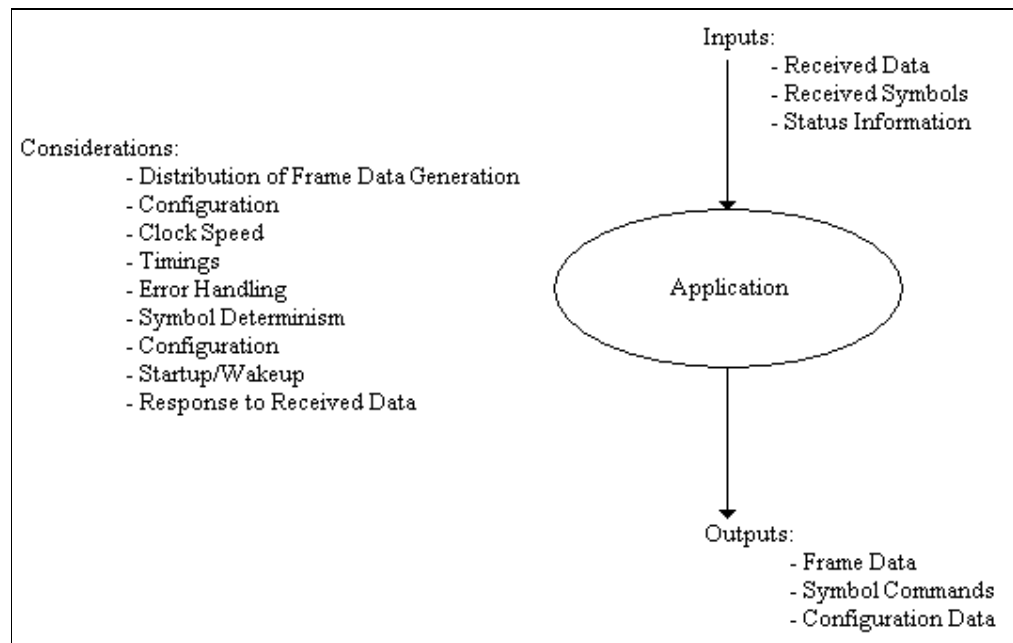 Inputs:
- Received Data
- Received Symbols
- Status Information
Considerations:
- Distribution of Frame Data Generation
- Configuration
- Clock Speed
- Timings
- Error Handling
- Symbol Determinism
- Configuration
- Startup/Wakeup
- Response to Received Data
Application
Outputs:
- Frame Data
- Symbol Commands
- Configuration Data